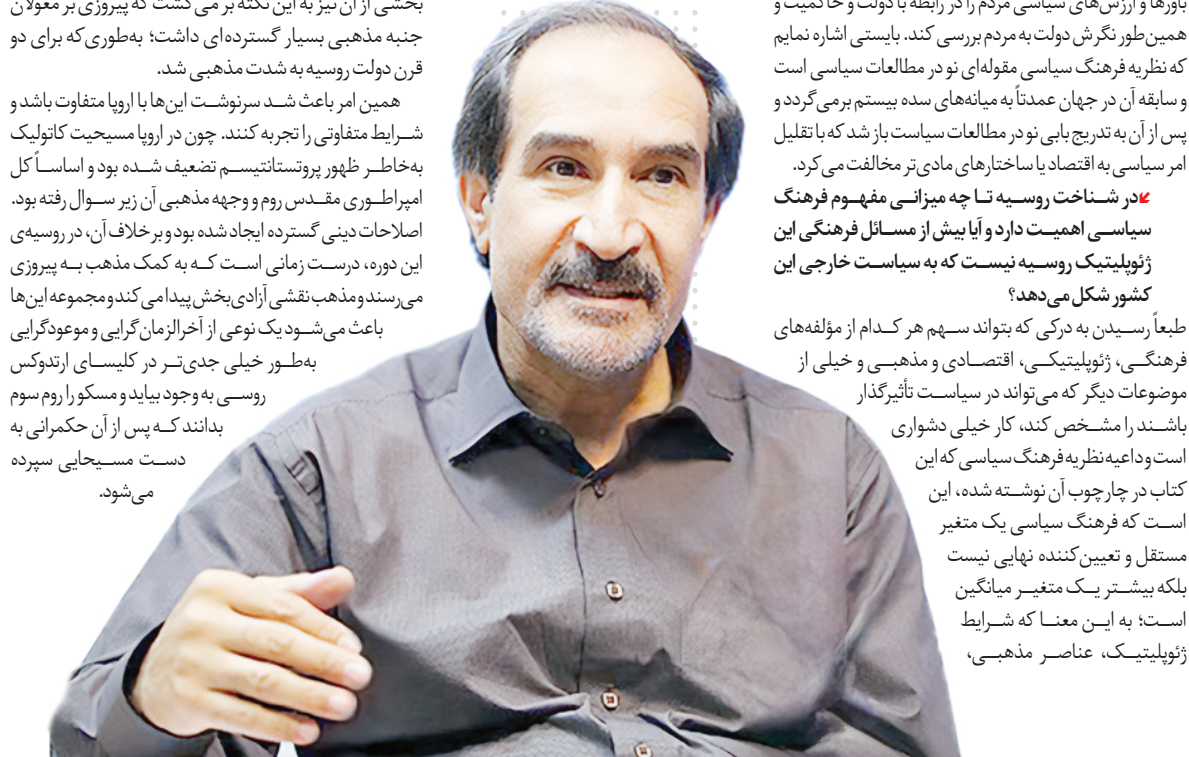 باورها و ارزش‌های سیاسی مردم را در رابطه با دولت و حاکمیت و
همین‌طور نگرش دولت به مردم بررسی کند. بایستی اشاره نمایم
که نظریه فرهنگ سیاسی مقوله‌ای نو در مطالعات سیاسی است
و سابقه آن در جهان عمدتاً به میانه‌های سده بیستم برمی‌گردد و
پس از آن به تدریج بابی نو در مطالعات سیاست باز شد که با تقلیل
امر سیاسی به اقتصاد یا ساختارهای مادی‌تر مخالفت می‌کرد.
در شناخت روسیه تا چه میزانی مفهوم فرهنگ
سیاسی اهمیت دارد و آیا بیش از مسائل فرهنگی این
ژئوپلیتیک روسیه نیست که به سیاست خارجی این
کشور شکل می‌دهد؟
طبعاً رسیدن به درکی که بتواند سهم هر کدام از مؤلفه‌های
فرهنگی، ژئوپلیتیکی، اقتصادی و مذهبی و خیلی از
موضوعات دیگر که می‌تواند در سیاست تأثیرگذار
باشند را مشخص کند، کار خیلی دشواری
است و داعیه نظریه فرهنگ سیاسی که این
کتاب در چارچوب آن نوشته شده، این
است که فرهنگ سیاسی یک متغیر
مستقل و تعیین‌کننده نهایی نیست
بلکه بیشتر یک متغیر میانگین
است؛ به این معنا که شرایط
ژئوپلیتیک، عناصر مذهبی،
بخشی از آن نیز به این نکته بر می‌گشت که پیروزی بر مغولان
جنبه مذهبی بسیار گسترده‌ای داشت؛ به‌طوری‌که برای دو
قرن دولت روسیه به شدت مذهبی شد.
همین امر باعث شد سرنوشت این‌ها با اروپا متفاوت باشد و
شرایط متفاوتی را تجربه کنند. چون در اروپا مسیحیت کاتولیک
به‌خاطر ظهور پروتستانتیسم تضعیف شده بود و اساساً کل
امپراطوری مقدس روم و وجهه مذهبی آن زیر سوال رفته بود.
اصلاحات دینی گسترده ایجاد شده بود و برخلاف آن، در روسیه‌ی
این دوره، درست زمانی است که به کمک مذهب به پیروزی
می‌رسند و مذهب نقشی آزادی‌بخش پیدا می‌کند و مجموعه این‌ها
باعث می‌شود یک نوعی از آخرالزمان‌گرایی و موعودگرایی
به‌طور خیلی جدی‌تر در کلیسای ارتدوکس
روسی به وجود بیاید و مسکو را روم سوم
بدانند که پس از آن حکمرانی به
دست مسیحایی سپرده
می‌شود.